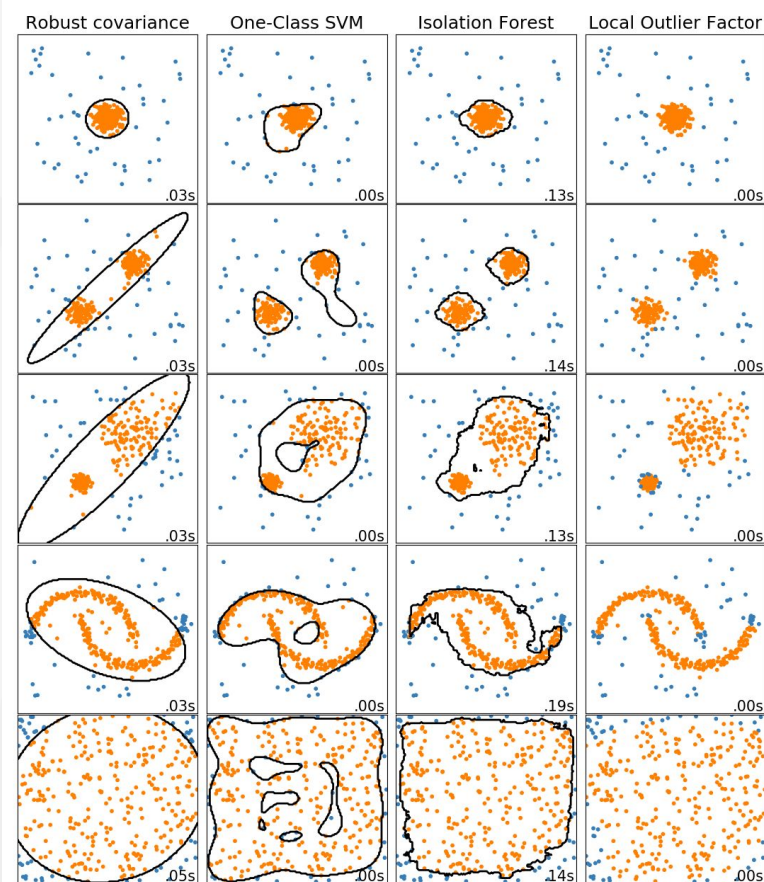 Robust covariance One-Class SVM Isolation Forest Local Outlier Factor
.03s .00s .13s .00s
.03s .00s .14s .00s
.03s .00s .13s .00s
.03s .00s .19s .00s
.05s .00s .14s .00s